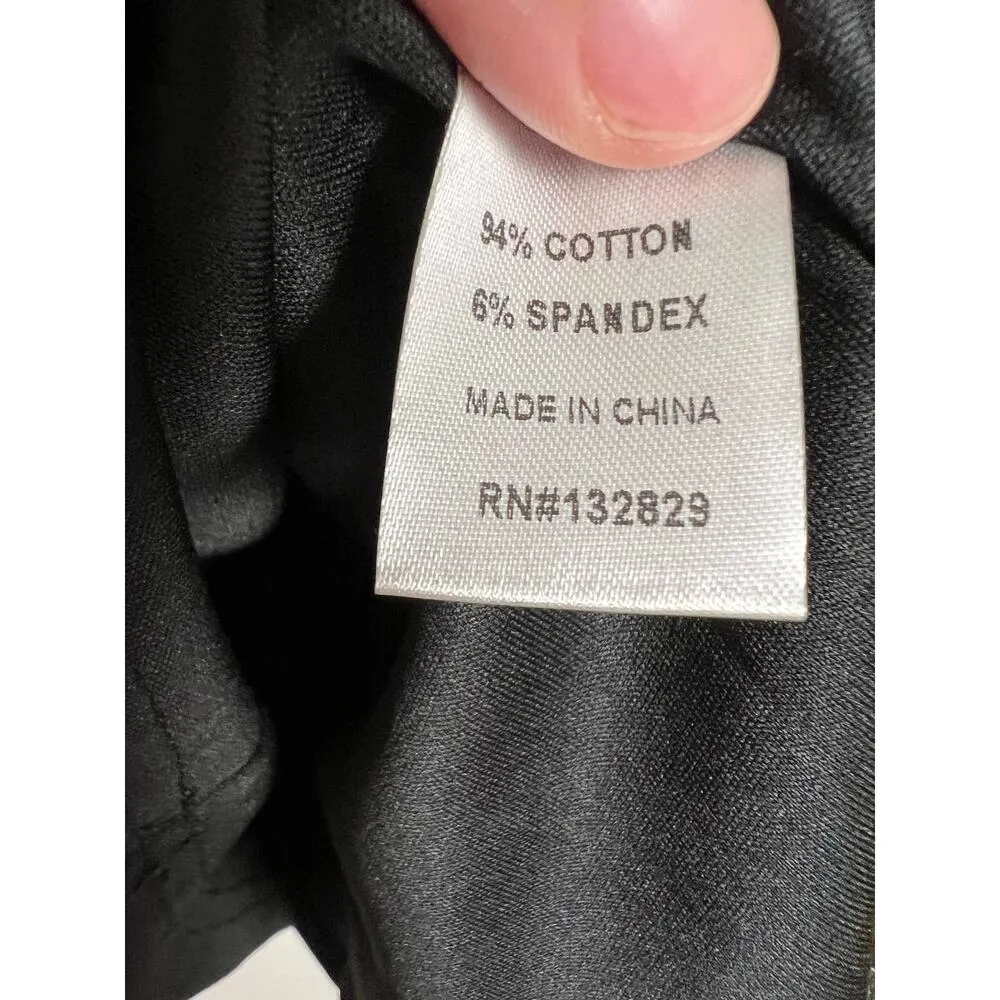 94% COTTON
6% SPANDEX
MADE IN CHINA
RN#132829